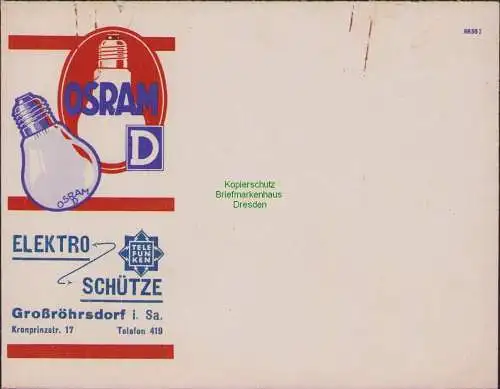 OSRAM
D
OSRAM
D
ELEKTRO
TELE
FUN
KEN
SCHÜTZE
Großröhrsdorf i. Sa.
Kronprinzstr. 17 Telefon 419
Kopierschutz
Briefmarkenhaus
Dresden